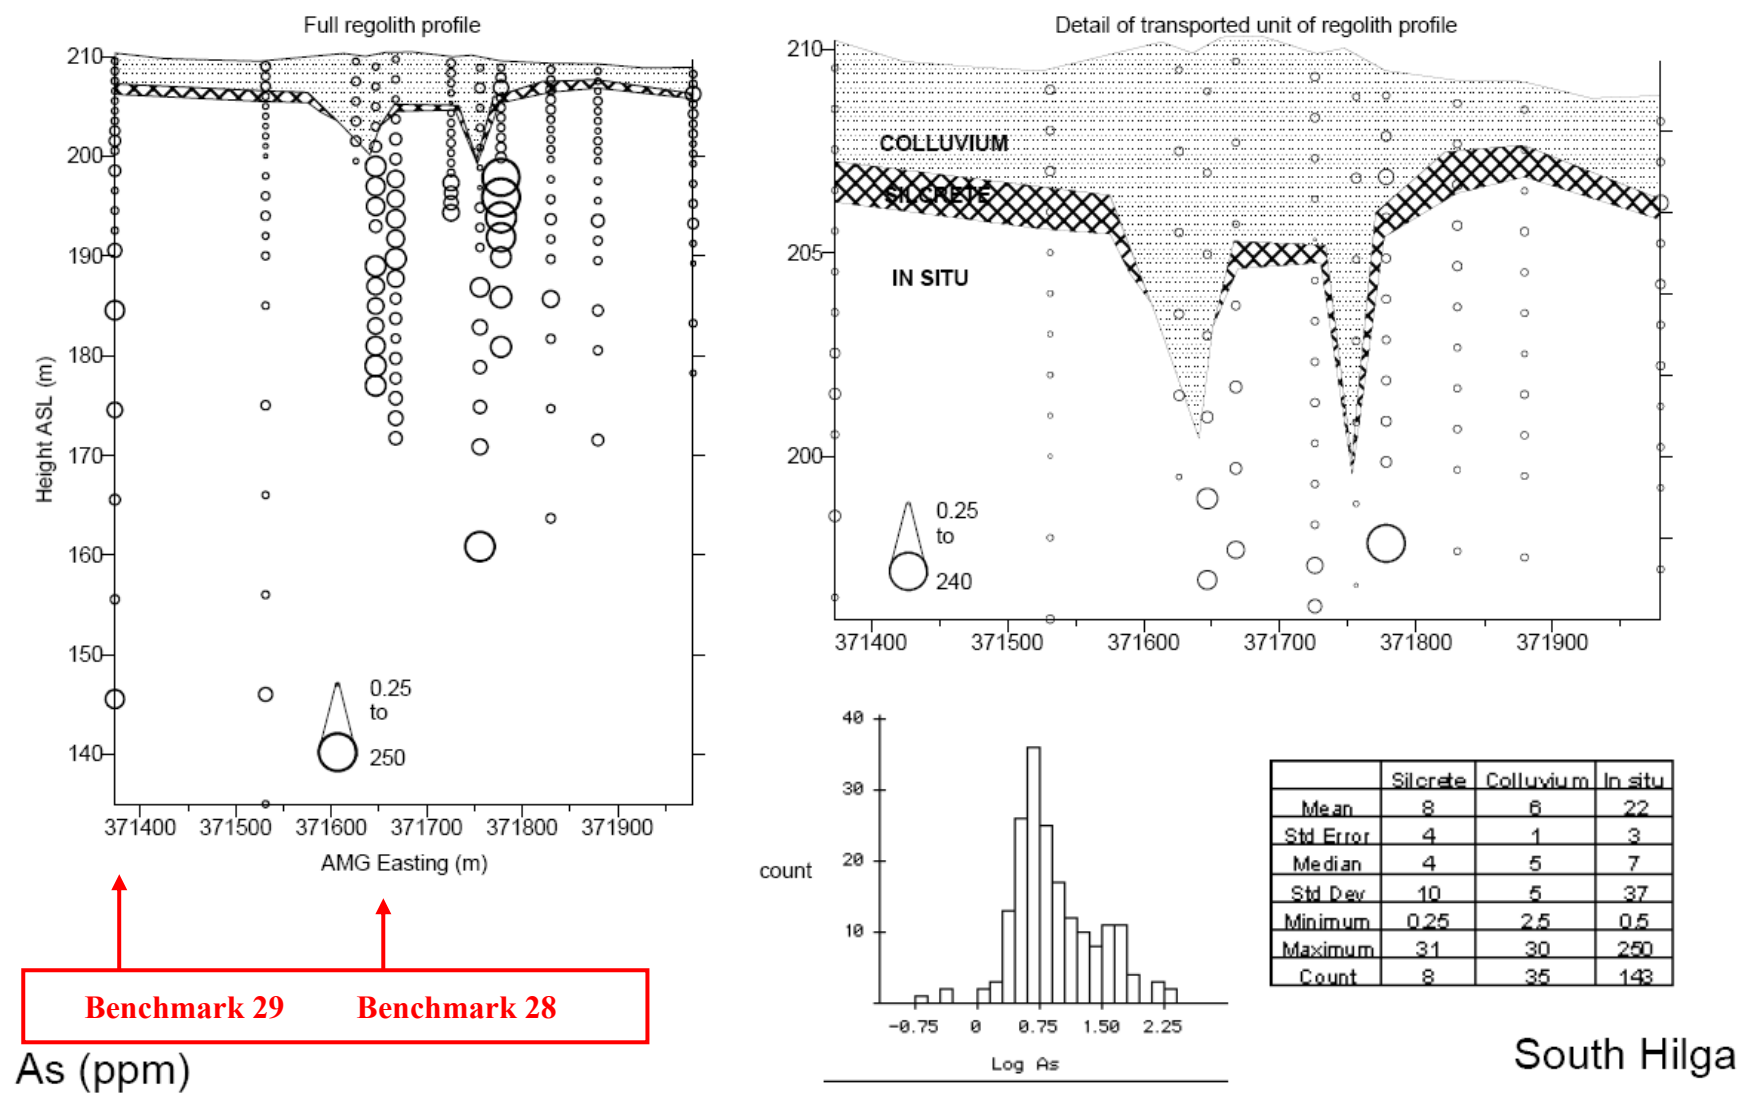 Full regolith profile
210
200
190
180
170
160
150
140
Height ASL (m)
0.25
to
250
371400 371500 371600 371700 371800 371900
AMG Easting (m)
Benchmark 29 Benchmark 28
As (ppm)
Detail of transported unit of regolith profile
210
205
200
COLLUVIUM
SILCRETE
IN SITU
0.25
to
240
371400 371500 371600 371700 371800 371900
40
30
20
10
count
-0.75 0 0.75 1.50 2.25
Log As
Silcrete Colluvium In situ
Mean 8 6 22
Std Error 4 1 3
Median 4 5 7
Std Dev 10 5 37
Minimum 0.25 2.5 0.5
Maximum 31 30 250
Count 8 35 143
South Hilga